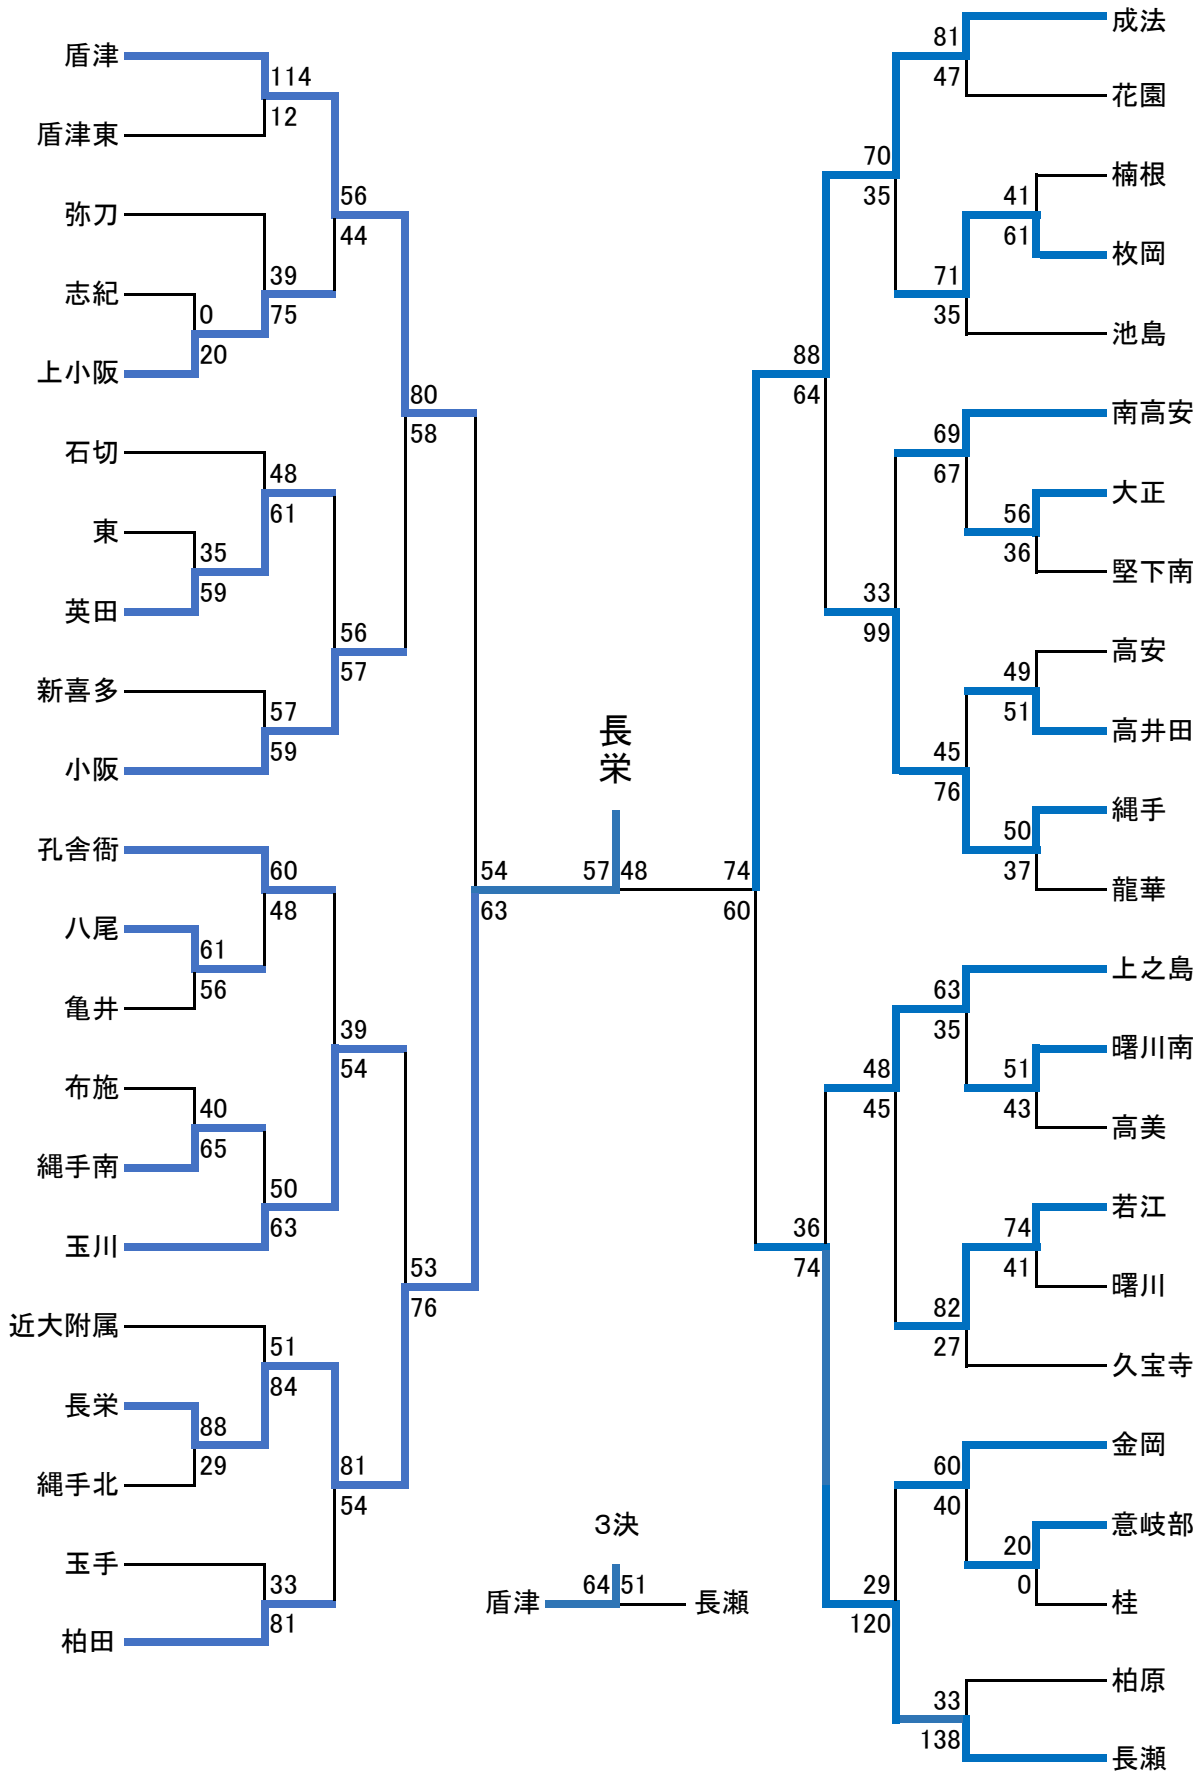 盾津
114
12
盾津東
56
44
弥刀
39
75
志紀
0
20
上小阪
80
58
石切
48
61
東
35
59
英田
56
57
新喜多
57
59
小阪
54
63
孔舎衙
60
48
八尾
61
56
亀井
39
54
布施
40
65
縄手南
50
63
玉川
53
76
近大附属
51
84
長栄
88
29
縄手北
81
54
玉手
33
81
柏田
長栄
57 48
3決
盾津 64 51 長瀬
成法
81
47
花園
70
35
楠根
41
61
枚岡
71
35
池島
88
64
南高安
69
67
大正
56
36
堅下南
33
99
高安
49
51
高井田
45
76
縄手
50
37
龍華
74
60
上之島
63
35
曙川南
51
43
高美
48
45
若江
74
41
曙川
82
27
久宝寺
36
74
金岡
60
40
意岐部
20
0
桂
29
120
柏原
33
138
長瀬